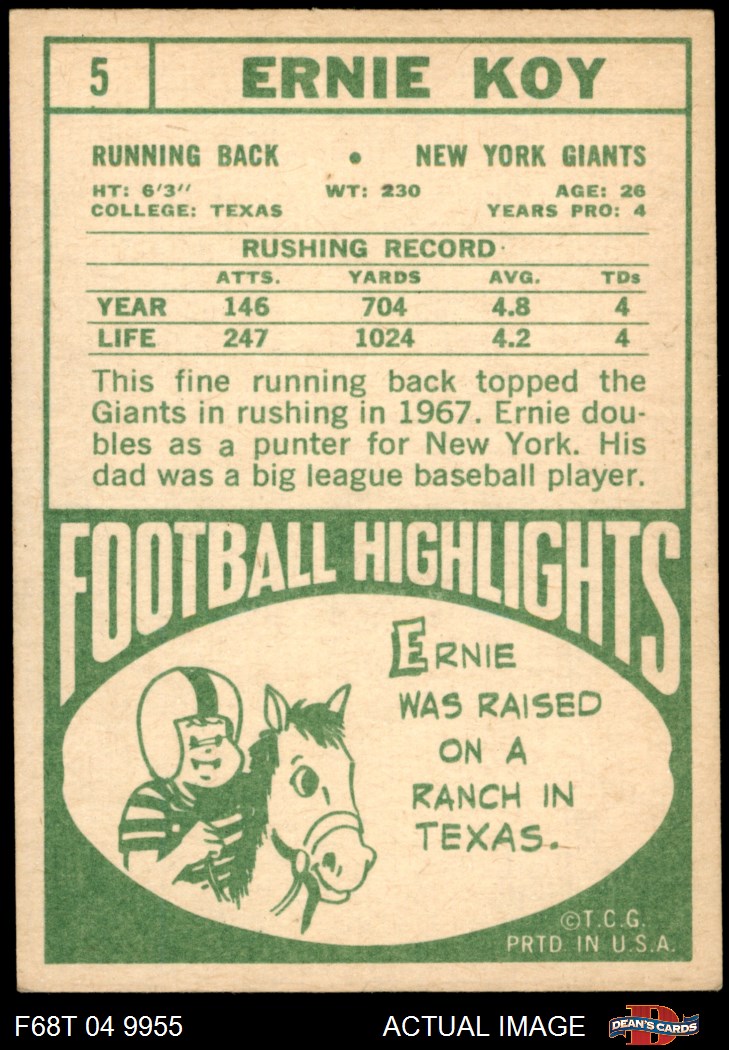 5 ERNIE KOY
RUNNING BACK • NEW YORK GIANTS
HT: 6'3" WT: 230 AGE: 26
COLLEGE: TEXAS YEARS PRO: 4
RUSHING RECORD
ATTS. YARDS AVG. TDs
YEAR 146 704 4.8 4
LIFE 247 1024 4.2 4
This fine running back topped the
Giants in rushing in 1967. Ernie dou-
bles as a punter for New York. His
dad was a big league baseball player.
FOOTBALL HIGHLIGHTS
ERNIE
WAS RAISED
ON A
RANCH IN
TEXAS.
©T.C.G.
PRTD IN U.S.A.
F68T 04 9955 ACTUAL IMAGE D DEAN'S CARDS